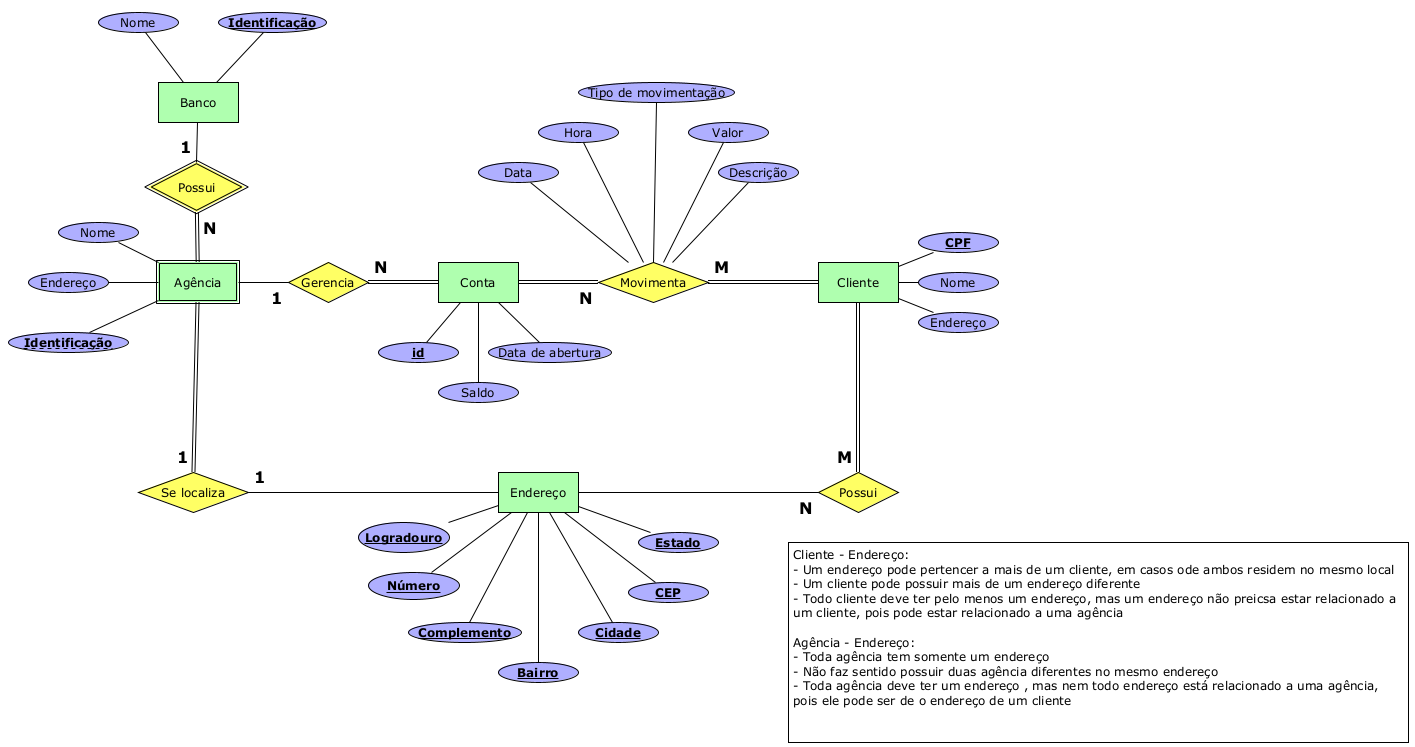 Nome
Identificação
Banco
1
Possui
N
Tipo de movimentação
Hora
Valor
Data
Descrição
Nome
Endereço
Identificação
Agência
1
Gerencia
N
Conta
N
Movimenta
M
Cliente
CPF
Nome
Endereço
id
Data de abertura
Saldo
1
Se localiza
1
Endereço
N
M
Possui
Logradouro
Número
Complemento
Bairro
Cidade
CEP
Estado
Cliente - Endereço:
- Um endereço pode pertencer a mais de um cliente, em casos ode ambos residem no mesmo local
- Um cliente pode possuir mais de um endereço diferente
- Todo cliente deve ter pelo menos um endereço, mas um endereço não preicsa estar relacionado a
um cliente, pois pode estar relacionado a uma agência
Agência - Endereço:
- Toda agência tem somente um endereço
- Não faz sentido possuir duas agência diferentes no mesmo endereço
- Toda agência deve ter um endereço , mas nem todo endereço está relacionado a uma agência,
pois ele pode ser de o endereço de um cliente